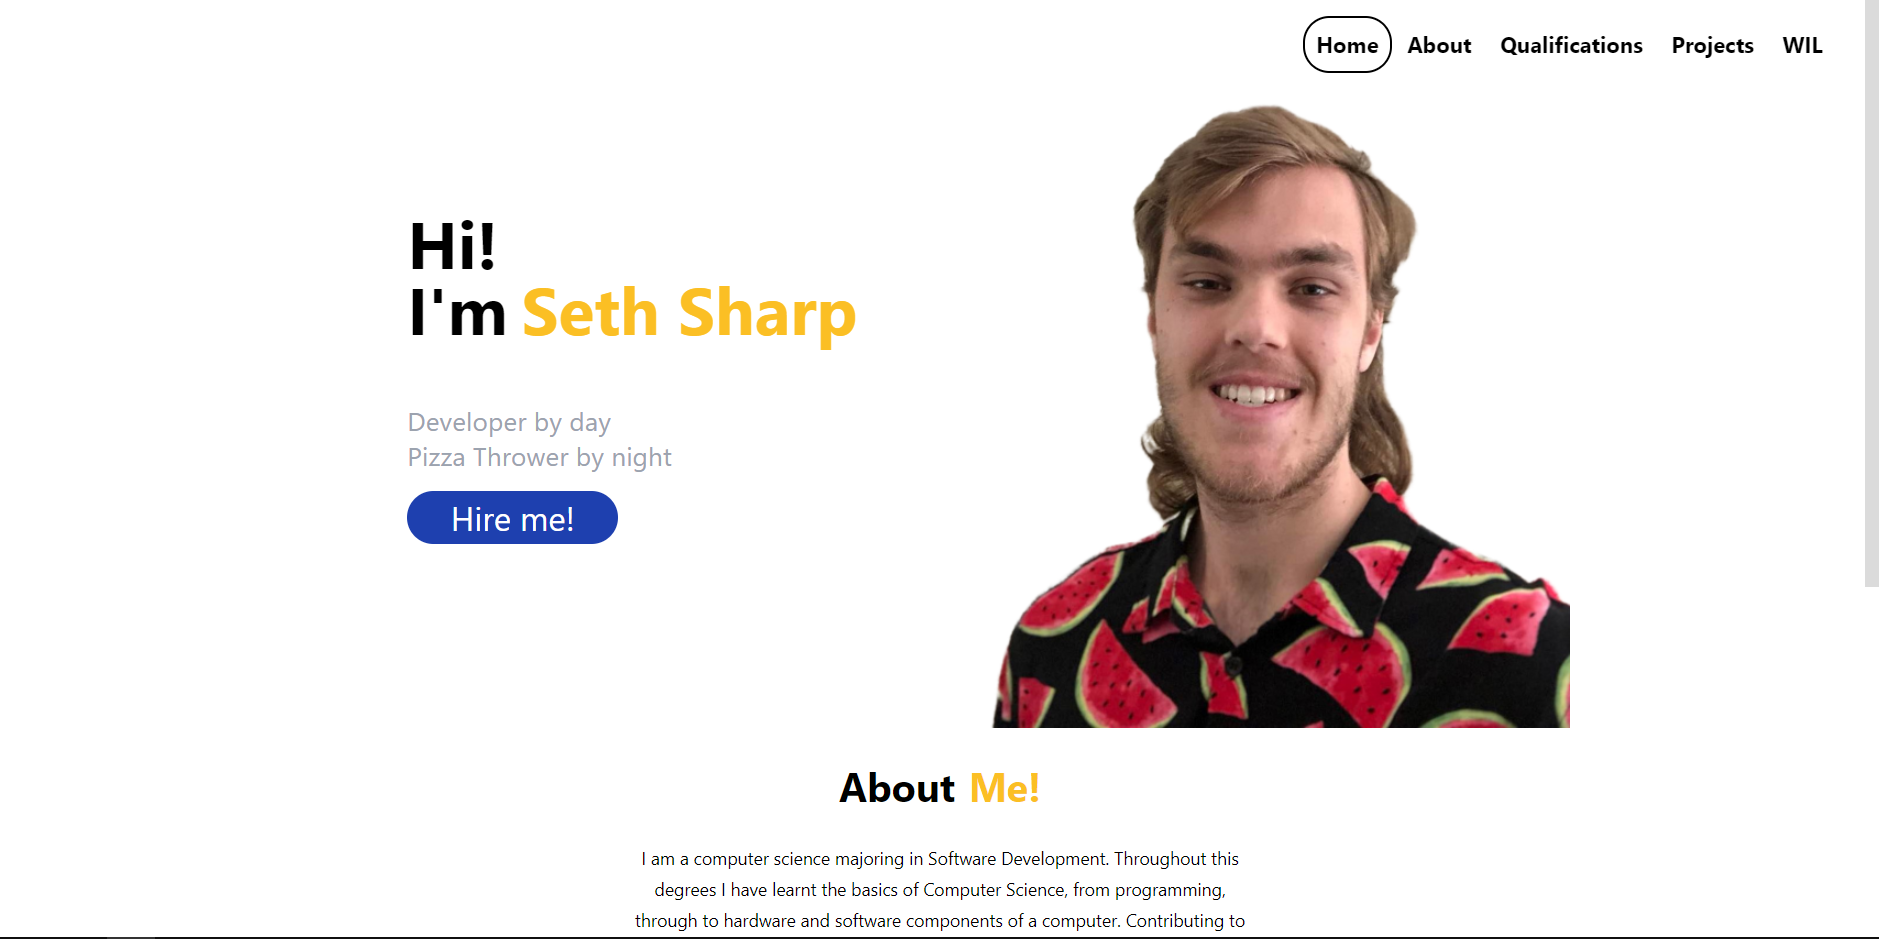 Home About Qualifications Projects WIL
Hi!
I'm Seth Sharp
Developer by day
Pizza Thrower by night
Hire me!
About Me!
I am a computer science majoring in Software Development. Throughout this
degrees I have learnt the basics of Computer Science, from programming,
through to hardware and software components of a computer. Contributing to